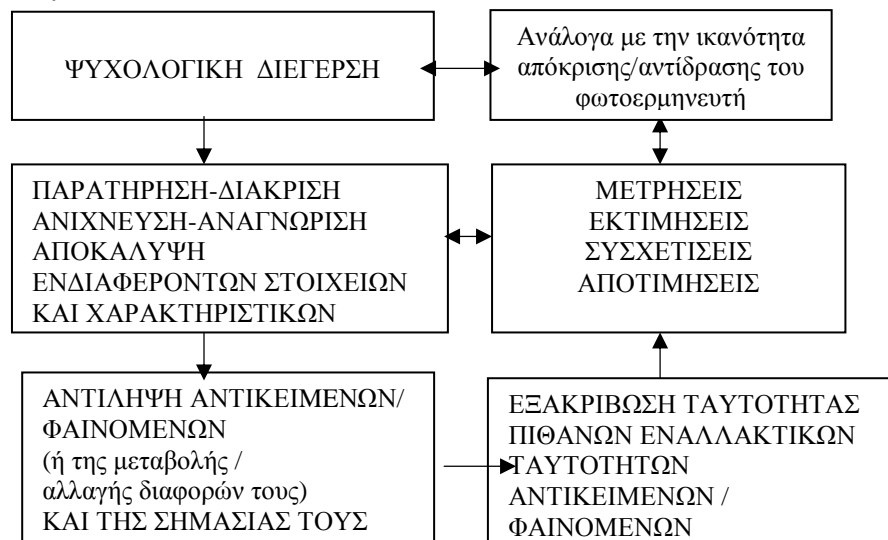 ΨΥΧΟΛΟΓΙΚΗ ΔΙΕΓΕΡΣΗ
Ανάλογα με την ικανότητα
απόκρισης/αντίδρασης του
φωτοερμηνευτή
ΠΑΡΑΤΗΡΗΣΗ-ΔΙΑΚΡΙΣΗ
ΑΝΙΧΝΕΥΣΗ-ΑΝΑΓΝΩΡΙΣΗ
ΑΠΟΚΑΛΥΨΗ
ΕΝΔΙΑΦΕΡΟΝΤΩΝ ΣΤΟΙΧΕΙΩΝ
ΚΑΙ ΧΑΡΑΚΤΗΡΙΣΤΙΚΩΝ
ΜΕΤΡΗΣΕΙΣ
ΕΚΤΙΜΗΣΕΙΣ
ΣΥΣΧΕΤΙΣΕΙΣ
ΑΠΟΤΙΜΗΣΕΙΣ
ΑΝΤΙΛΗΨΗ ΑΝΤΙΚΕΙΜΕΝΩΝ/
ΦΑΙΝΟΜΕΝΩΝ
(ή της μεταβολής /
αλλαγής διαφορών τους)
ΚΑΙ ΤΗΣ ΣΗΜΑΣΙΑΣ ΤΟΥΣ
ΕΞΑΚΡΙΒΩΣΗ ΤΑΥΤΟΤΗΤΑΣ
ΠΙΘΑΝΩΝ ΕΝΑΛΛΑΚΤΙΚΩΝ
ΤΑΥΤΟΤΗΤΩΝ
ΑΝΤΙΚΕΙΜΕΝΩΝ /
ΦΑΙΝΟΜΕΝΩΝ